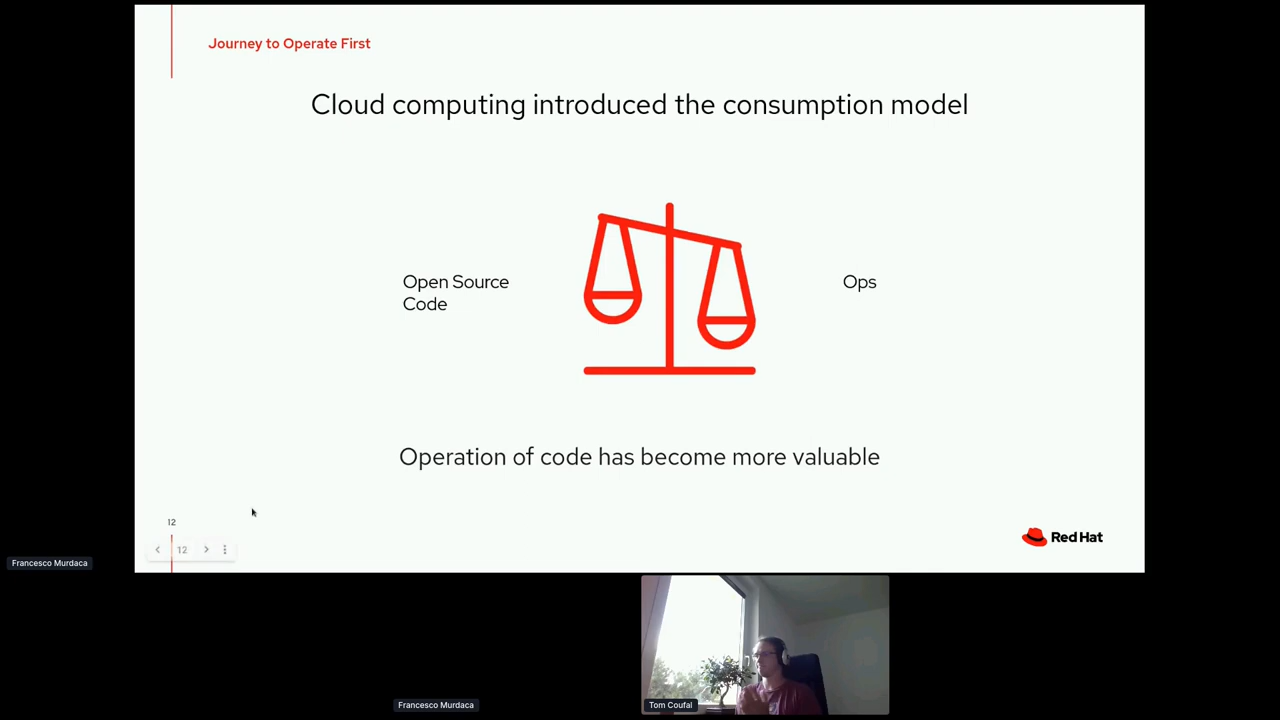 Journey to Operate First
Cloud computing introduced the consumption model
Open Source
Code
Ops
Operation of code has become more valuable
12
12
Red Hat
Francesco Murdaca
Francesco Murdaca
Tom Coufal